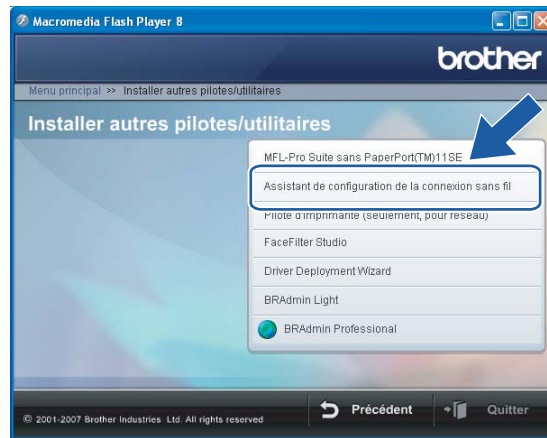 Macromedia Flash Player 8
brother
Menu principal >> Installer autres pilotes/utilitaires
Installer autres pilotes/utilitaires
MFL-Pro Suite sans PaperPort(TM)11SE
Assistant de configuration de la connexion sans fil
Pilote d'imprimante (seulement, pour réseau)
FaceFilter Studio
Driver Deployment Wizard
BRAdmin Light
BRAdmin Professional
© 2001-2007 Brother Industries Ltd. All rights reserved
Précédent
Quitter